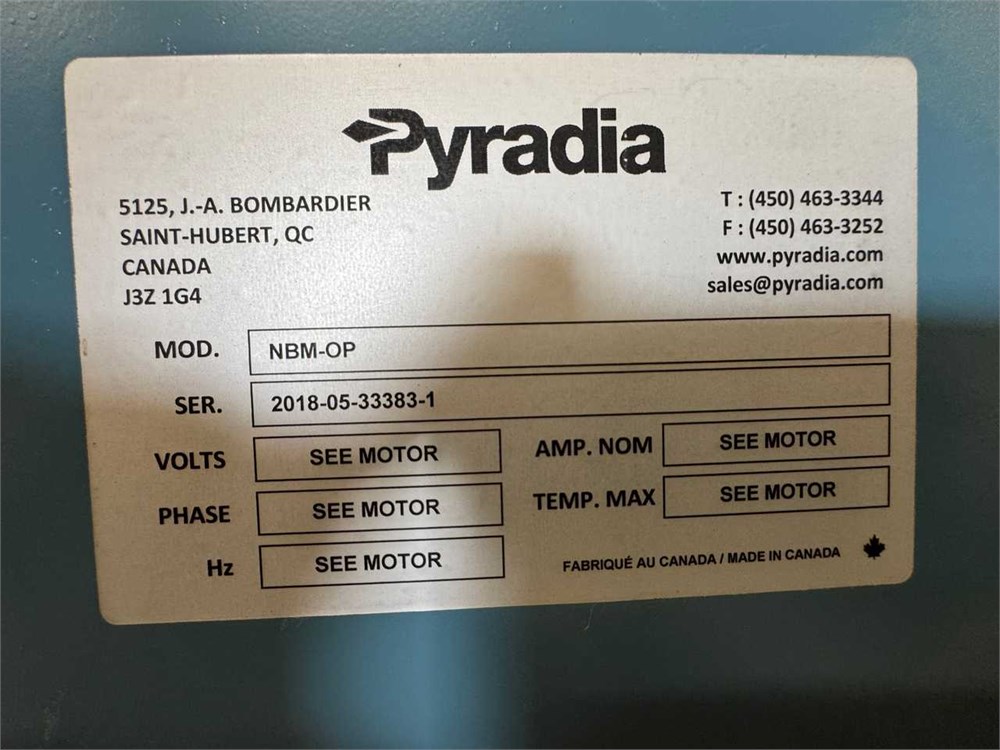 Pyradia
5125, J.-A. BOMBARDIER
SAINT-HUBERT, QC
CANADA
J3Z 1G4
T : (450) 463-3344
F : (450) 463-3252
www.pyradia.com
sales@pyradia.com
MOD. NBM-OP
SER. 2018-05-33383-1
VOLTS SEE MOTOR AMP. NOM SEE MOTOR
PHASE SEE MOTOR TEMP. MAX SEE MOTOR
Hz SEE MOTOR
FABRIQUÉ AU CANADA / MADE IN CANADA